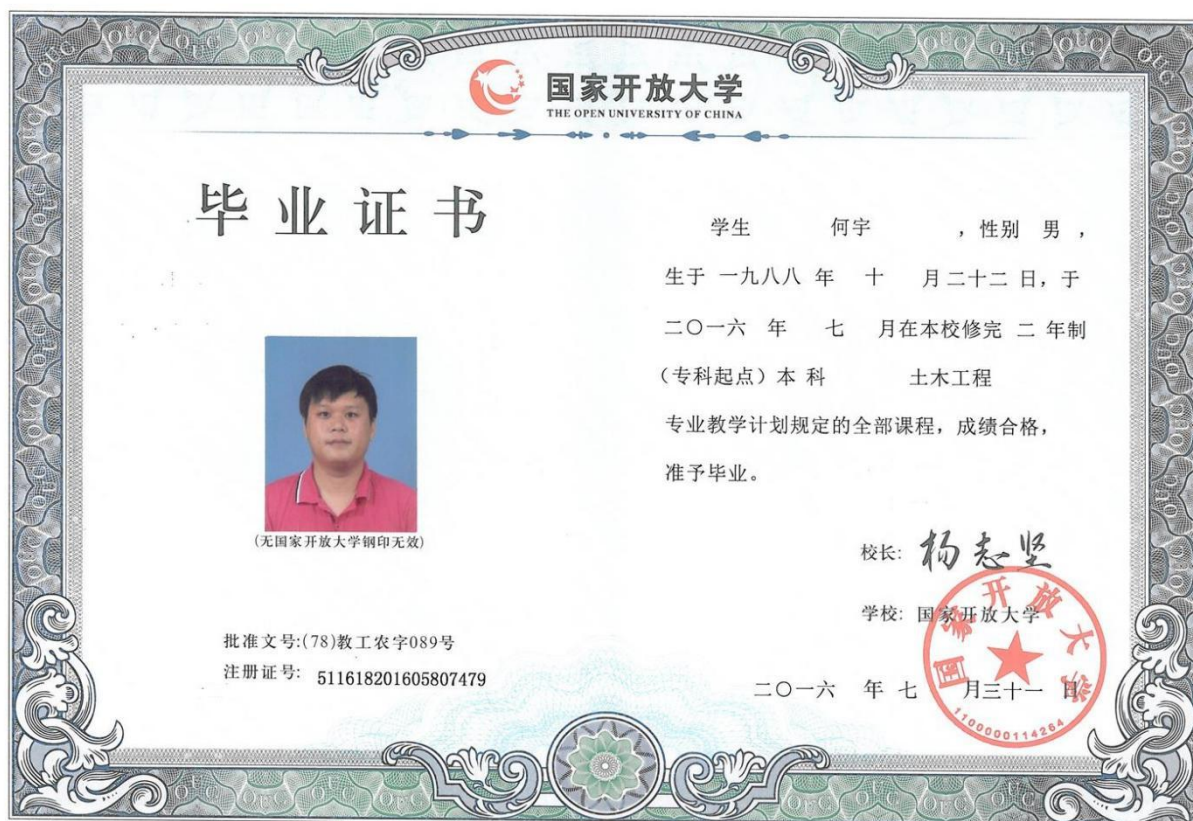 国家开放大学
THE OPEN UNIVERSITY OF CHINA
毕业证书
(无国家开放大学钢印无效)
批准文号:(78)教工农字089号
注册证号: 511618201605807479
学生 何宇 ，性别 男 ，
生于 一九八八 年 十 月二十二 日，于
二〇一六 年 七 月在本校修完 二 年制
（专科起点）本 科 土木工程
专业教学计划规定的全部课程，成绩合格，
准予毕业。
校长: 杨志坚
学校: 国家开放大学
二〇一六 年 七 月三十一 日
国家开放大学
1100000114264